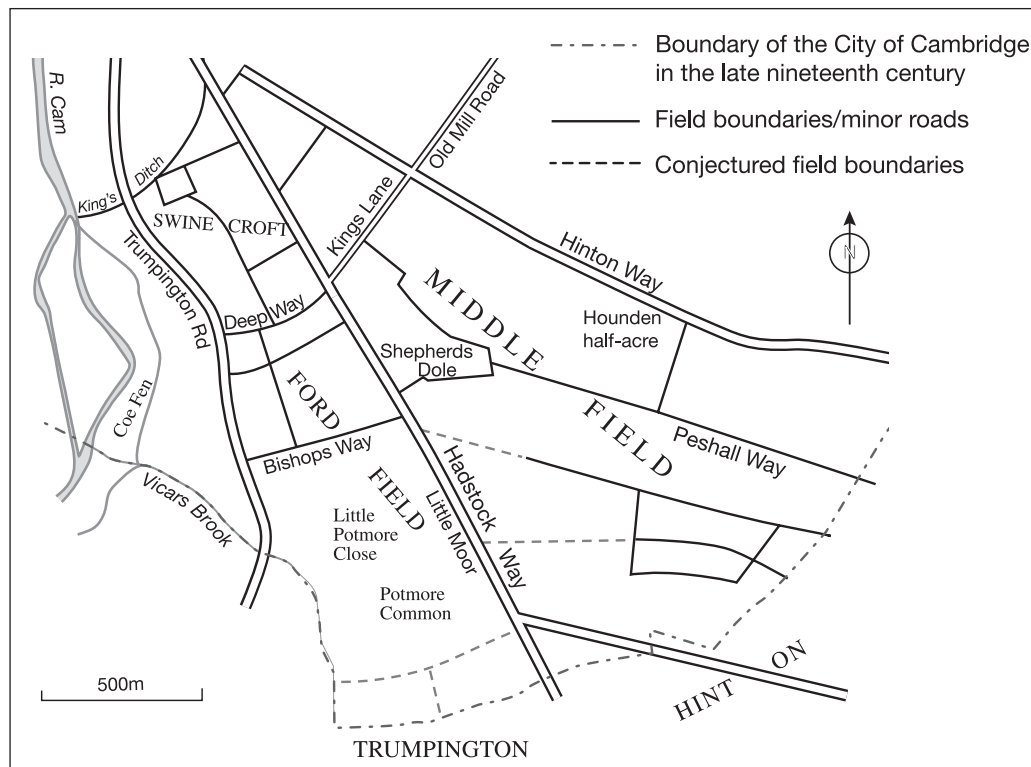 Boundary of the City of Cambridge
in the late nineteenth century
Field boundaries/minor roads
Conjectured field boundaries
N
R. Cam
King's Ditch
SWINE CROFT
Trumpington Rd
Deep Way
Kings Lane
Old Mill Road
Hinton Way
MIDDLE FIELD
Hounden
half-acre
Shepherds
Dole
Coe Fen
FORD FIELD
Bishops Way
Peshall Way
Hadstock Way
Little Moor
Vicars Brook
Little
Potmore
Close
Potmore
Common
500m
HINT ON
TRUMPINGTON